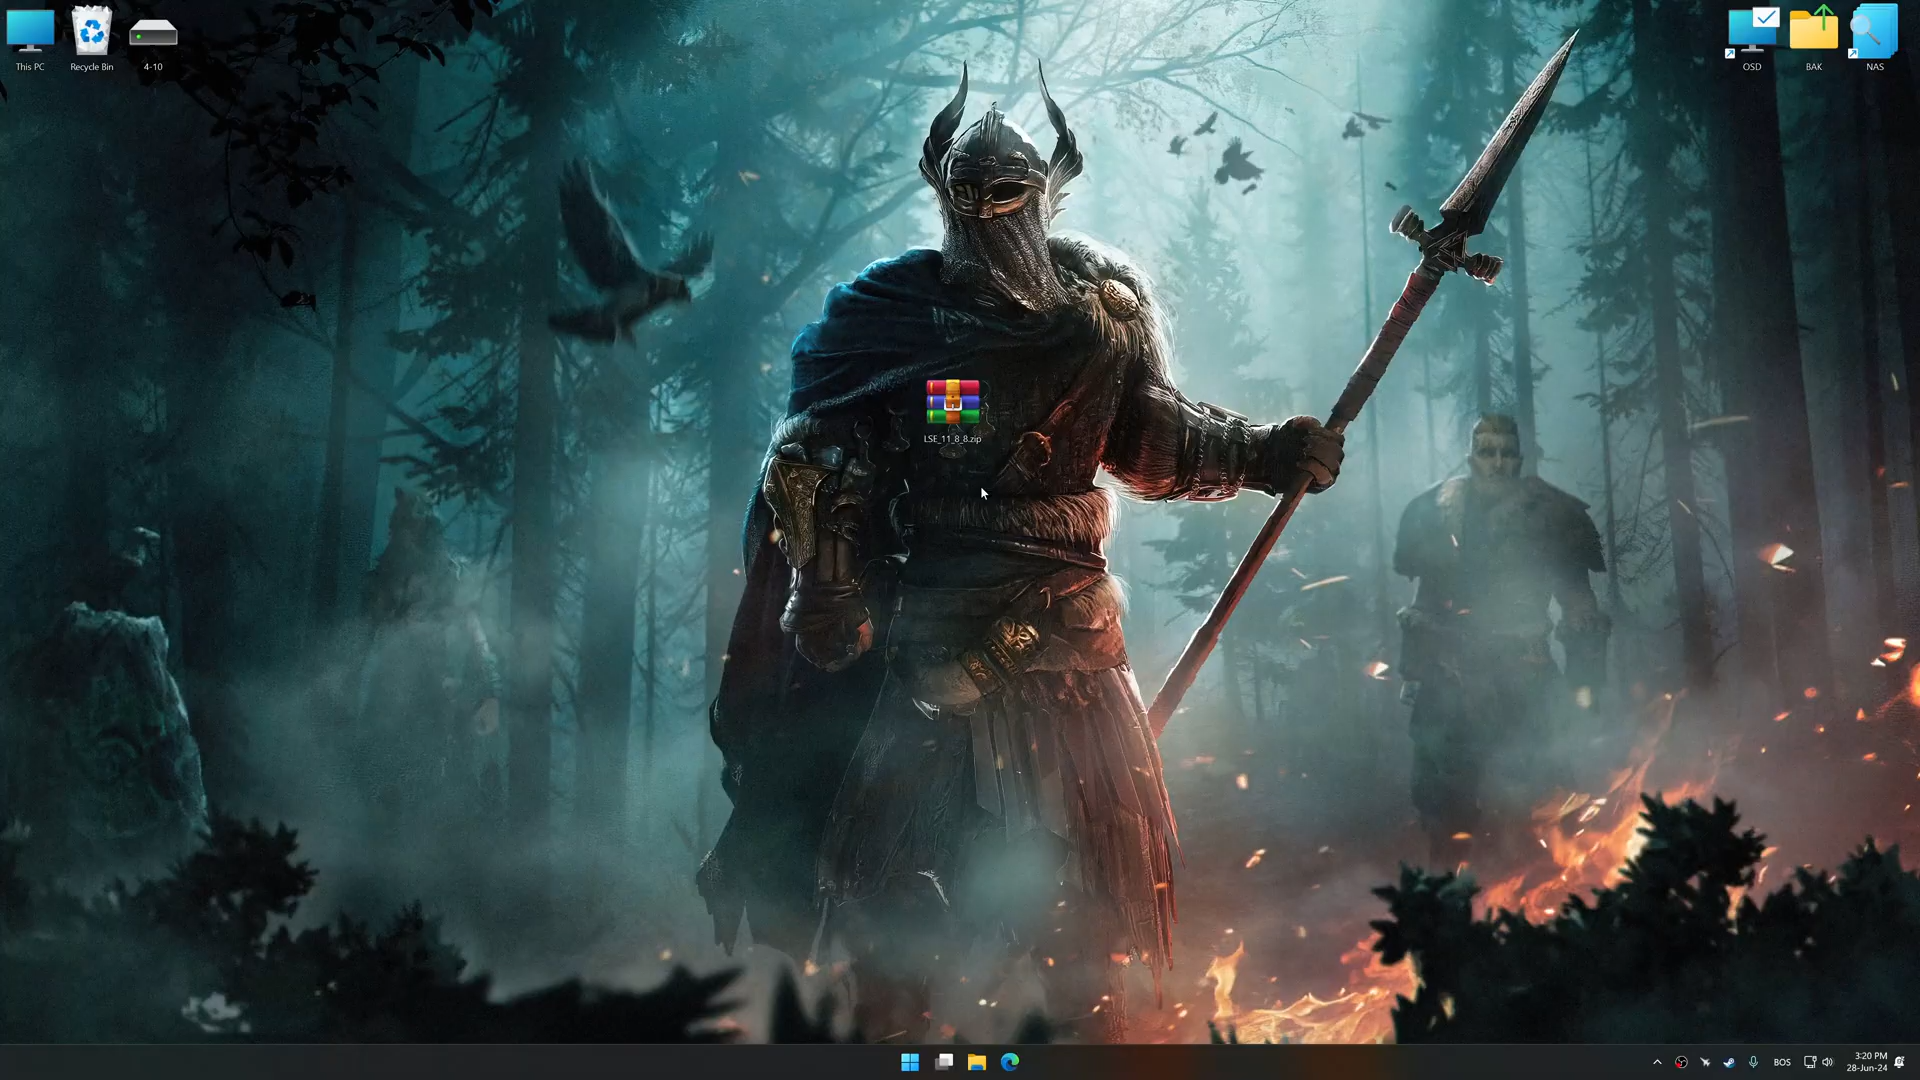 This PC
Recycle Bin
4-10
OSD
BAK
NAS
LSE_11_8_8.zip
BOS
3:20 PM
28-Jun-24